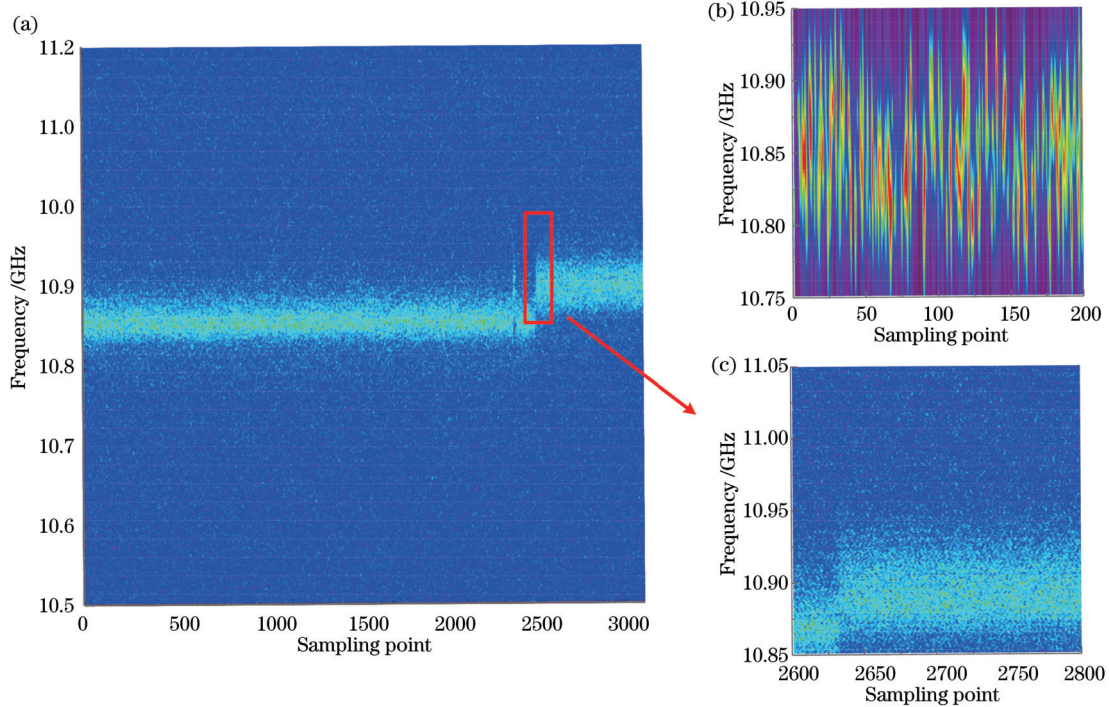 (a)
11.2
11.0
10.0
10.9
10.8
10.7
10.6
10.5
Frequency /GHz
0 500 1000 1500 2000 2500 3000
Sampling point
(b)
10.95
10.90
10.85
10.80
10.75
Frequency /GHz
0 50 100 150 200
Sampling point
(c)
11.05
11.00
10.95
10.90
10.85
Frequency /GHz
2600 2650 2700 2750 2800
Sampling point